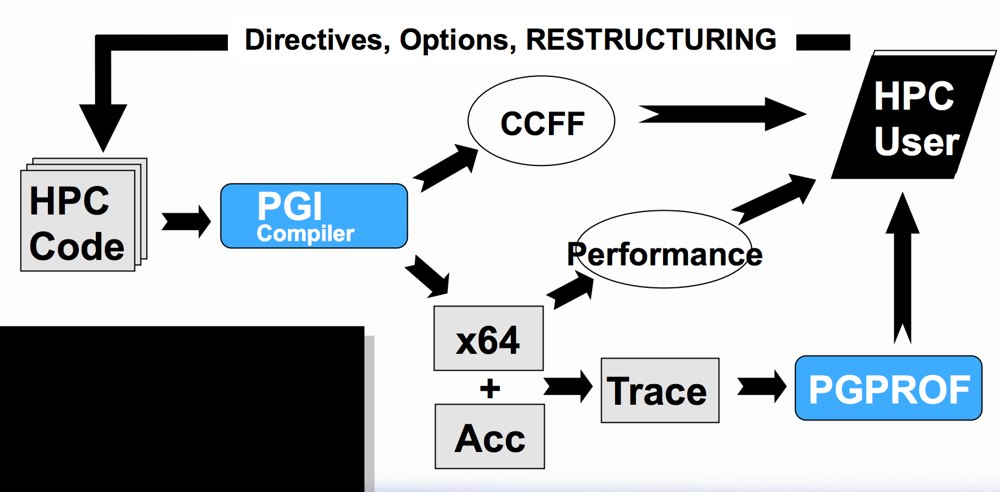 Directives, Options, RESTRUCTURING
HPC
User
CCFF
HPC
Code
PGI
Compiler
Performance
x64
+
Acc
Trace
PGPROF